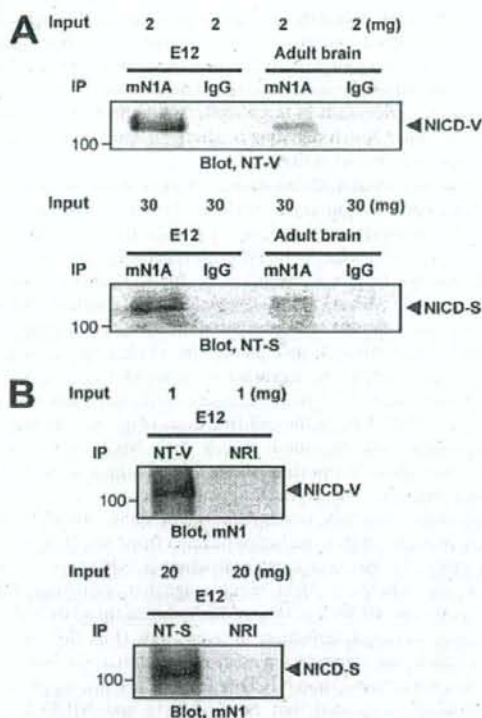 A
Input 2 2 2 2 (mg)
E12 Adult brain
IP mN1A IgG mN1A IgG
100 NICD-V
Blot, NT-V
Input 30 30 30 30 (mg)
E12 Adult brain
IP mN1A IgG mN1A IgG
100 NICD-S
Blot, NT-S
B
Input 1 1 (mg)
E12
IP NT-V NRI.
100 NICD-V
Blot, mN1
Input 20 20 (mg)
E12
IP NT-S NRI
100 NICD-S
Blot, mN1